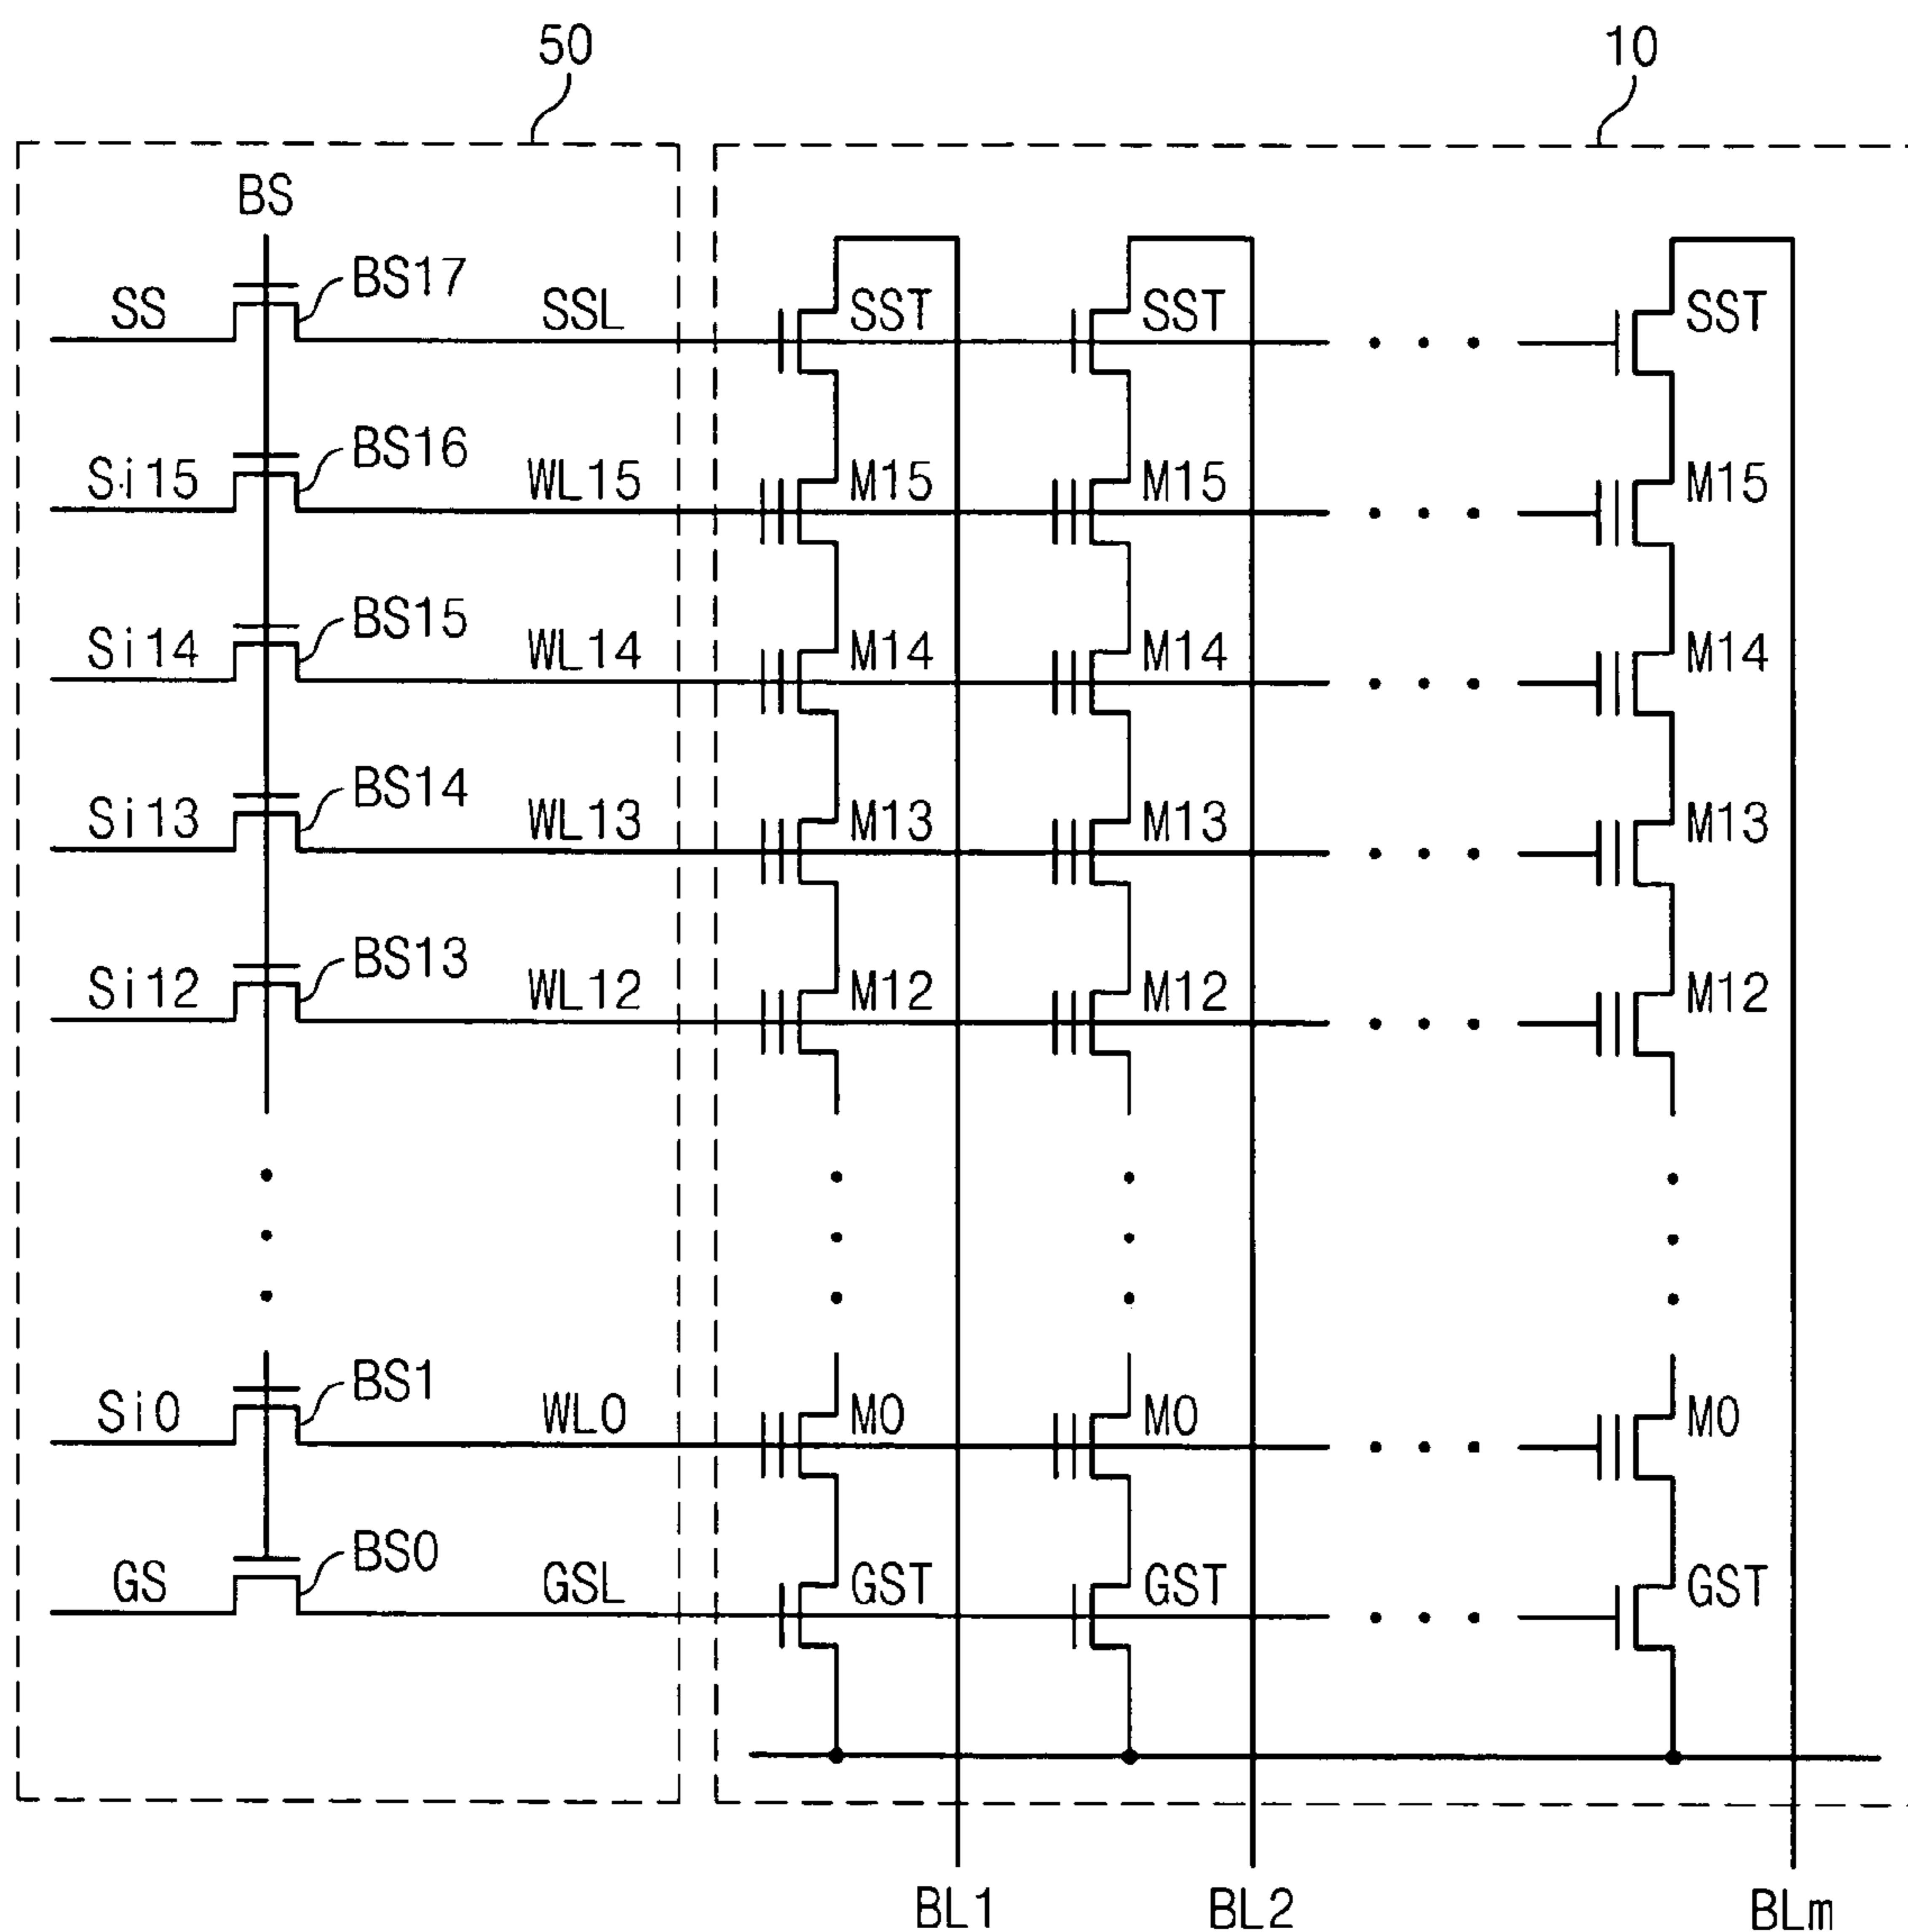 50 10
BS
SS BS17 SSL SST SST SST
Si15 BS16 WL15 M15 M15 M15
Si14 BS15 WL14 M14 M14 M14
Si13 BS14 WL13 M13 M13 M13
Si12 BS13 WL12 M12 M12 M12
Si0 BS1 WL0 M0 M0 M0
GS BS0 GSL GST GST GST
BL1 BL2 BLm